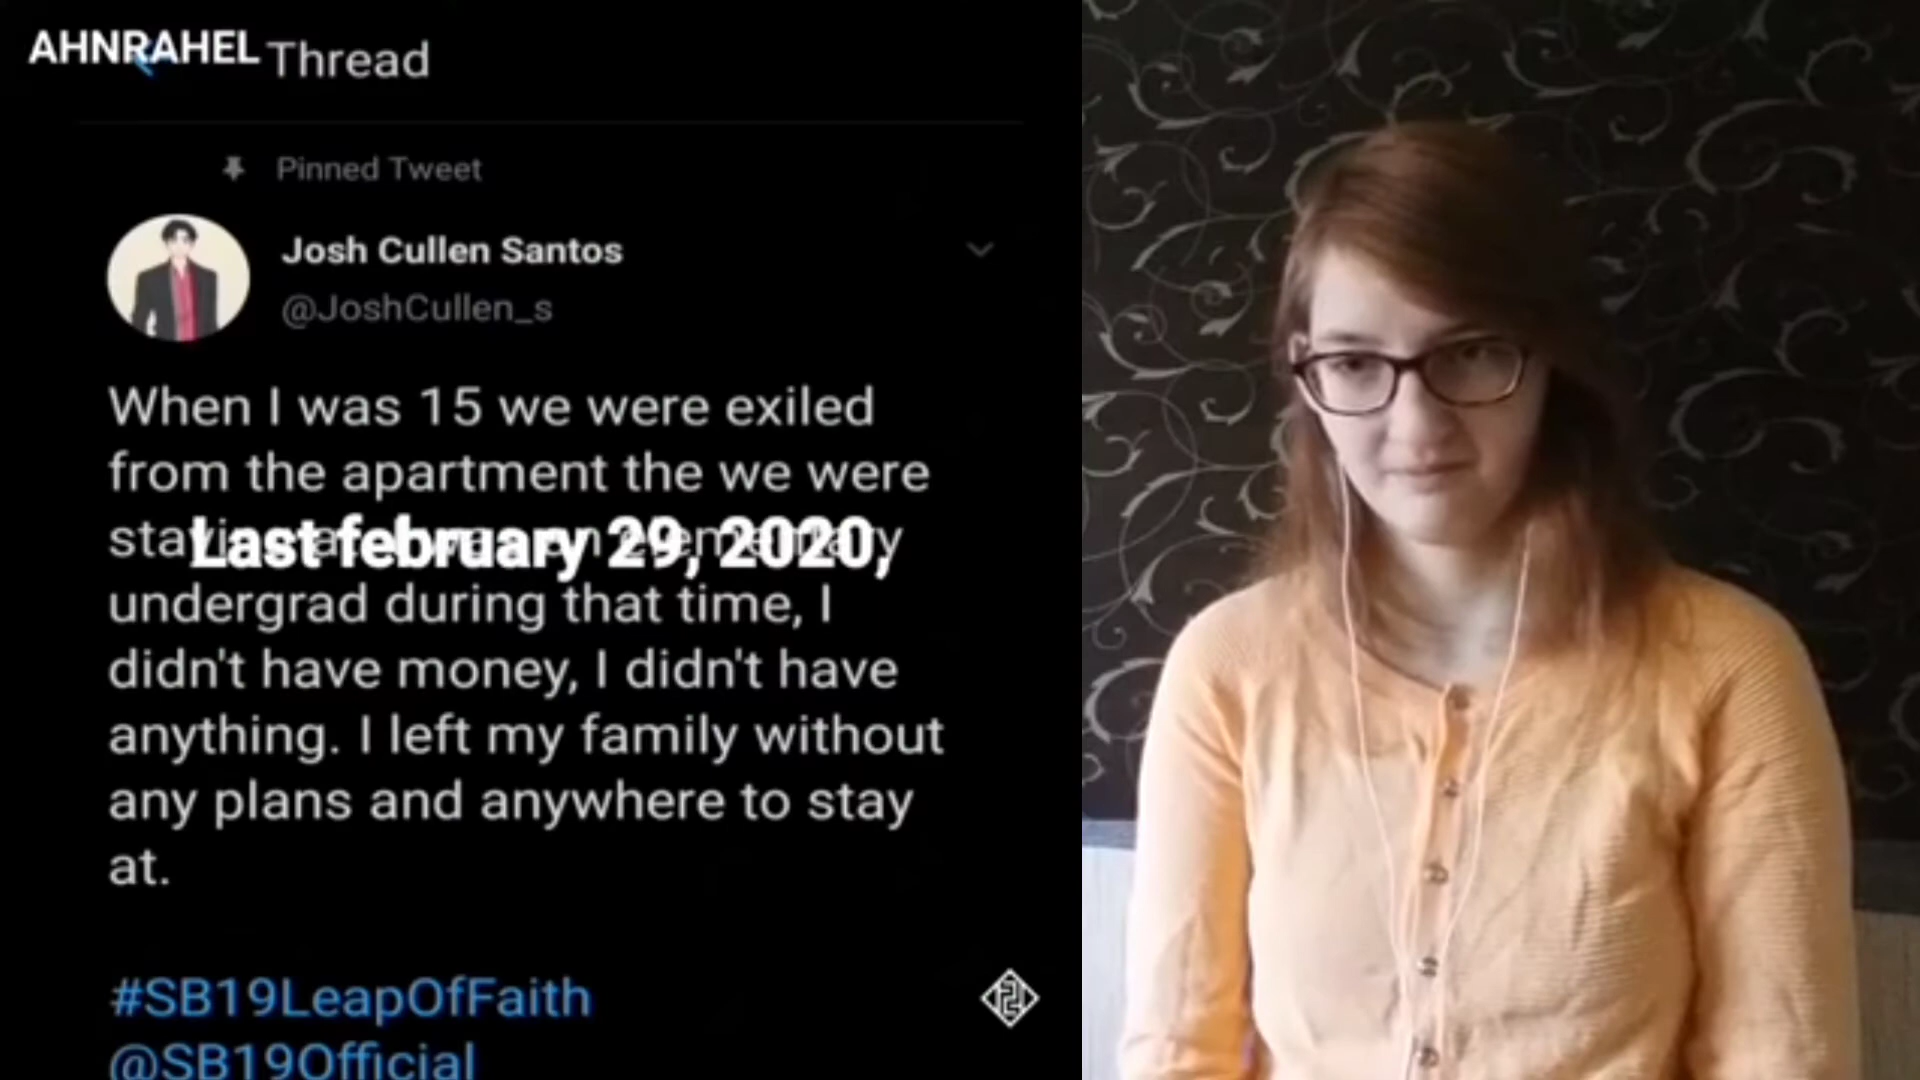 AHNRAHEL
Thread
Pinned Tweet
Josh Cullen Santos
@JoshCullen_s
When I was 15 we were exiled
from the apartment the we were
Last february 29, 2020,
undergrad during that time, I
didn't have money, I didn't have
anything. I left my family without
any plans and anywhere to stay
at.
#SB19LeapOfFaith
@SB19Official